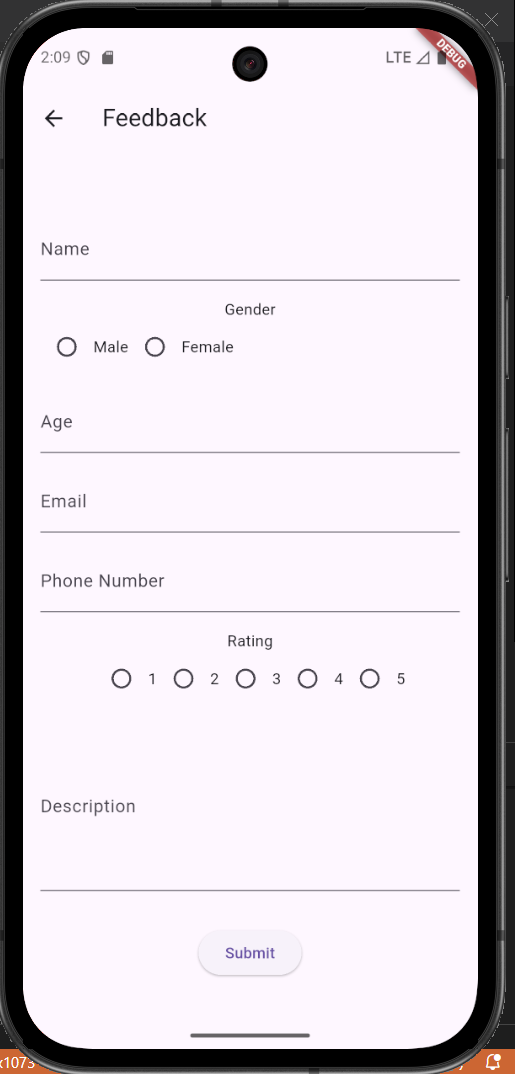 2:09 LTE
DEBUG
Feedback
Name
Gender
Male Female
Age
Email
Phone Number
Rating
1 2 3 4 5
Description
Submit
x1073